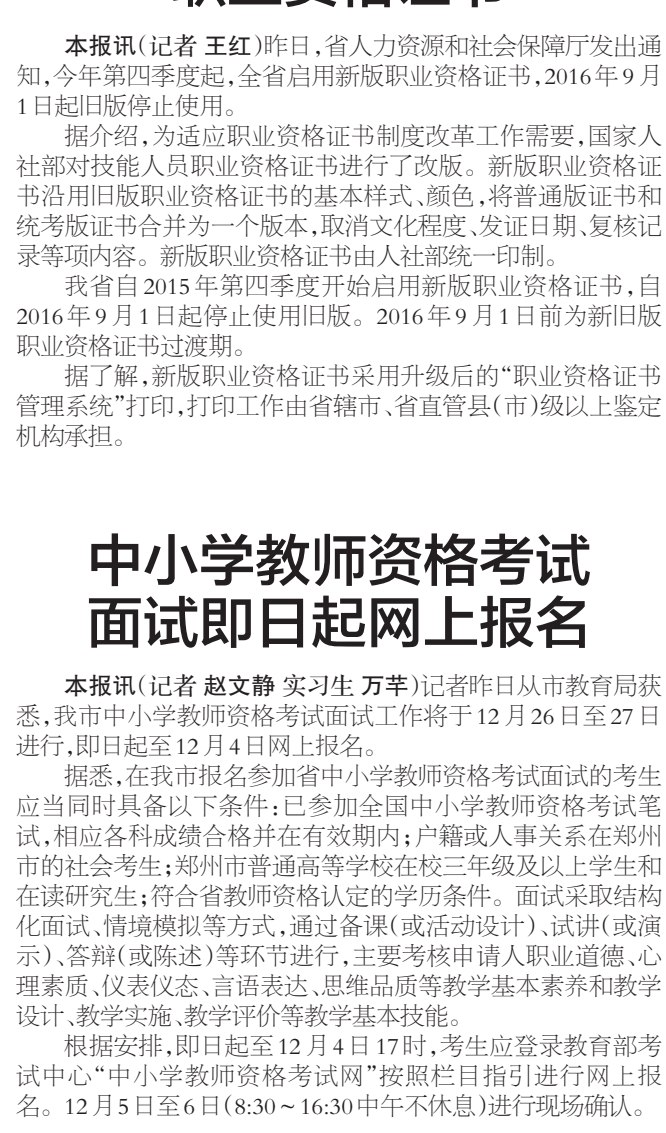 职业资格证书
本报讯(记者 王红)昨日,省人力资源和社会保障厅发出通
知,今年第四季度起,全省启用新版职业资格证书,2016年9月
1日起旧版停止使用。
据介绍,为适应职业资格证书制度改革工作需要,国家人
社部对技能人员职业资格证书进行了改版。新版职业资格证
书沿用旧版职业资格证书的基本样式、颜色,将普通版证书和
统考版证书合并为一个版本,取消文化程度、发证日期、复核记
录等项内容。新版职业资格证书由人社部统一印制。
我省自2015年第四季度开始启用新版职业资格证书,自
2016年9月1日起停止使用旧版。2016年9月1日前为新旧版
职业资格证书过渡期。
据了解,新版职业资格证书采用升级后的“职业资格证书
管理系统”打印,打印工作由省辖市、省直管县(市)级以上鉴定
机构承担。
中小学教师资格考试
面试即日起网上报名
本报讯(记者 赵文静 实习生 万芊)记者昨日从市教育局获
悉,我市中小学教师资格考试面试工作将于12月26日至27日
进行,即日起至12月4日网上报名。
据悉,在我市报名参加省中小学教师资格考试面试的考生
应当同时具备以下条件:已参加全国中小学教师资格考试笔
试,相应各科成绩合格并在有效期内;户籍或人事关系在郑州
市的社会考生;郑州市普通高等学校在校三年级及以上学生和
在读研究生;符合省教师资格认定的学历条件。面试采取结构
化面试、情境模拟等方式,通过备课(或活动设计)、试讲(或演
示)、答辩(或陈述)等环节进行,主要考核申请人职业道德、心
理素质、仪表仪态、言语表达、思维品质等教学基本素养和教学
设计、教学实施、教学评价等教学基本技能。
根据安排,即日起至12月4日17时,考生应登录教育部考
试中心“中小学教师资格考试网”按照栏目指引进行网上报
名。12月5日至6日(8:30~16:30中午不休息)进行现场确认。